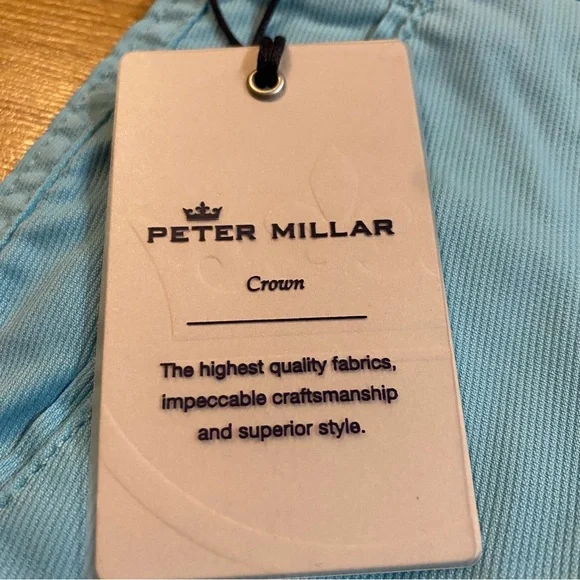 PETER MILLAR
Crown
The highest quality fabrics,
impeccable craftsmanship
and superior style.